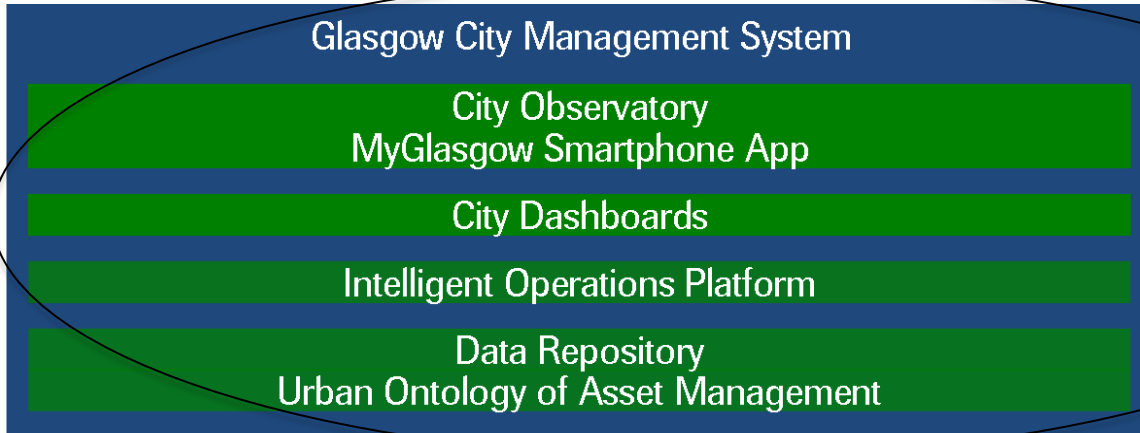 Glasgow City Management System
City Observatory
MyGlasgow Smartphone App
City Dashboards
Intelligent Operations Platform
Data Repository
Urban Ontology of Asset Management